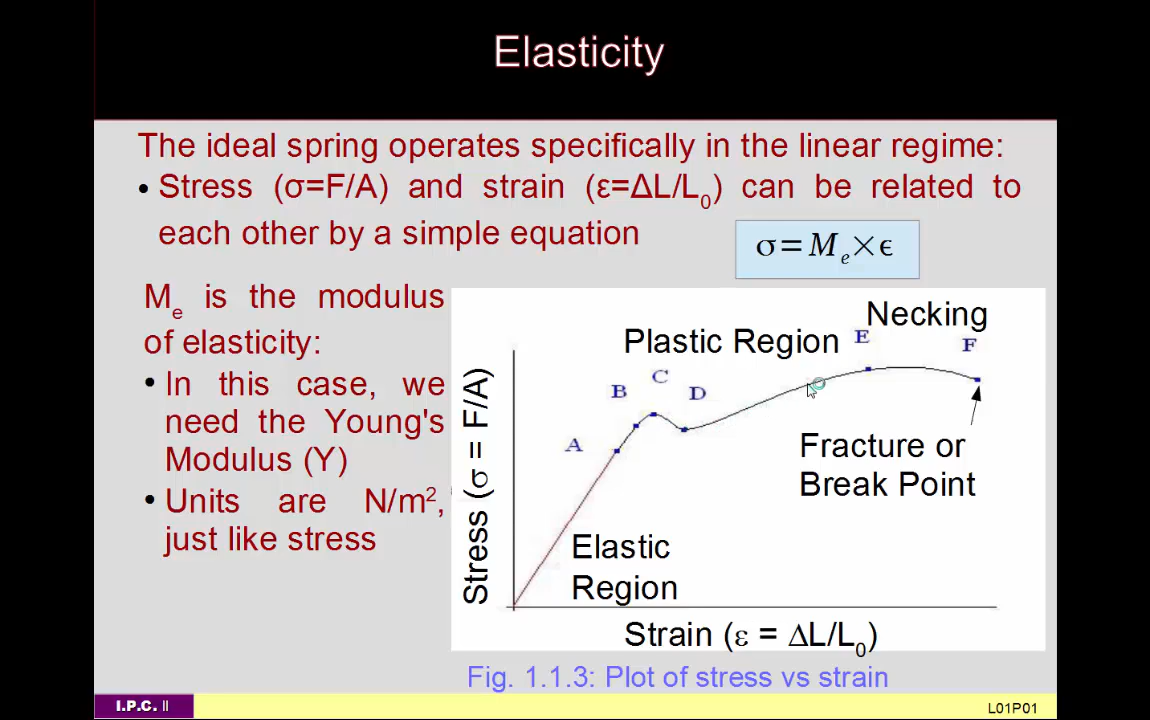 Elasticity
The ideal spring operates specifically in the linear regime:
• Stress (σ=F/A) and strain (ε=ΔL/L₀) can be related to
each other by a simple equation
σ=Mₑ×ϵ
Mₑ is the modulus
of elasticity:
• In this case, we
need the Young's
Modulus (Y)
• Units are N/m²,
just like stress
Necking
Plastic Region
E
F
C
B
D
A
Fracture or
Break Point
Elastic
Region
Stress (σ = F/A)
Strain (ε = ΔL/L₀)
Fig. 1.1.3: Plot of stress vs strain
I.P.C. II
L01P01